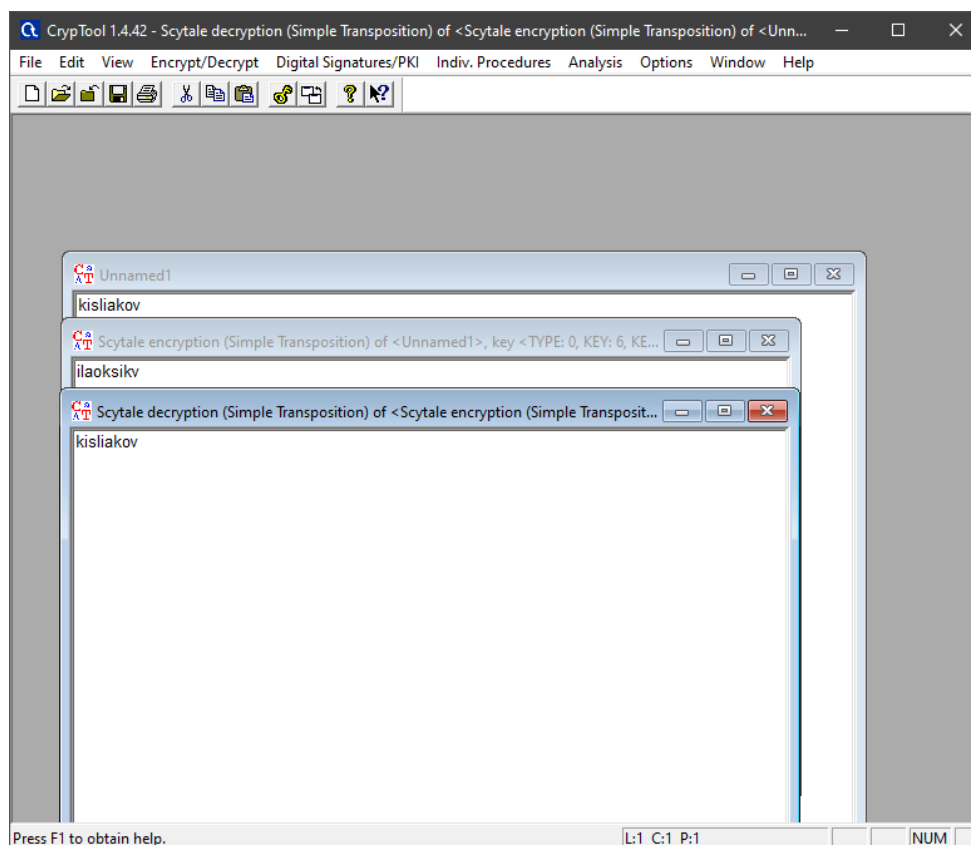 CrypTool 1.4.42 - Scytale decryption (Simple Transposition) of <Scytale encryption (Simple Transposition) of <Unn...
File Edit View Encrypt/Decrypt Digital Signatures/PKI Indiv. Procedures Analysis Options Window Help
Unnamed1
kisliakov
Scytale encryption (Simple Transposition) of <Unnamed1>, key <TYPE: 0, KEY: 6, KE...
ilaoksikv
Scytale decryption (Simple Transposition) of <Scytale encryption (Simple Transposit...
kisliakov
Press F1 to obtain help. L:1 C:1 P:1 NUM